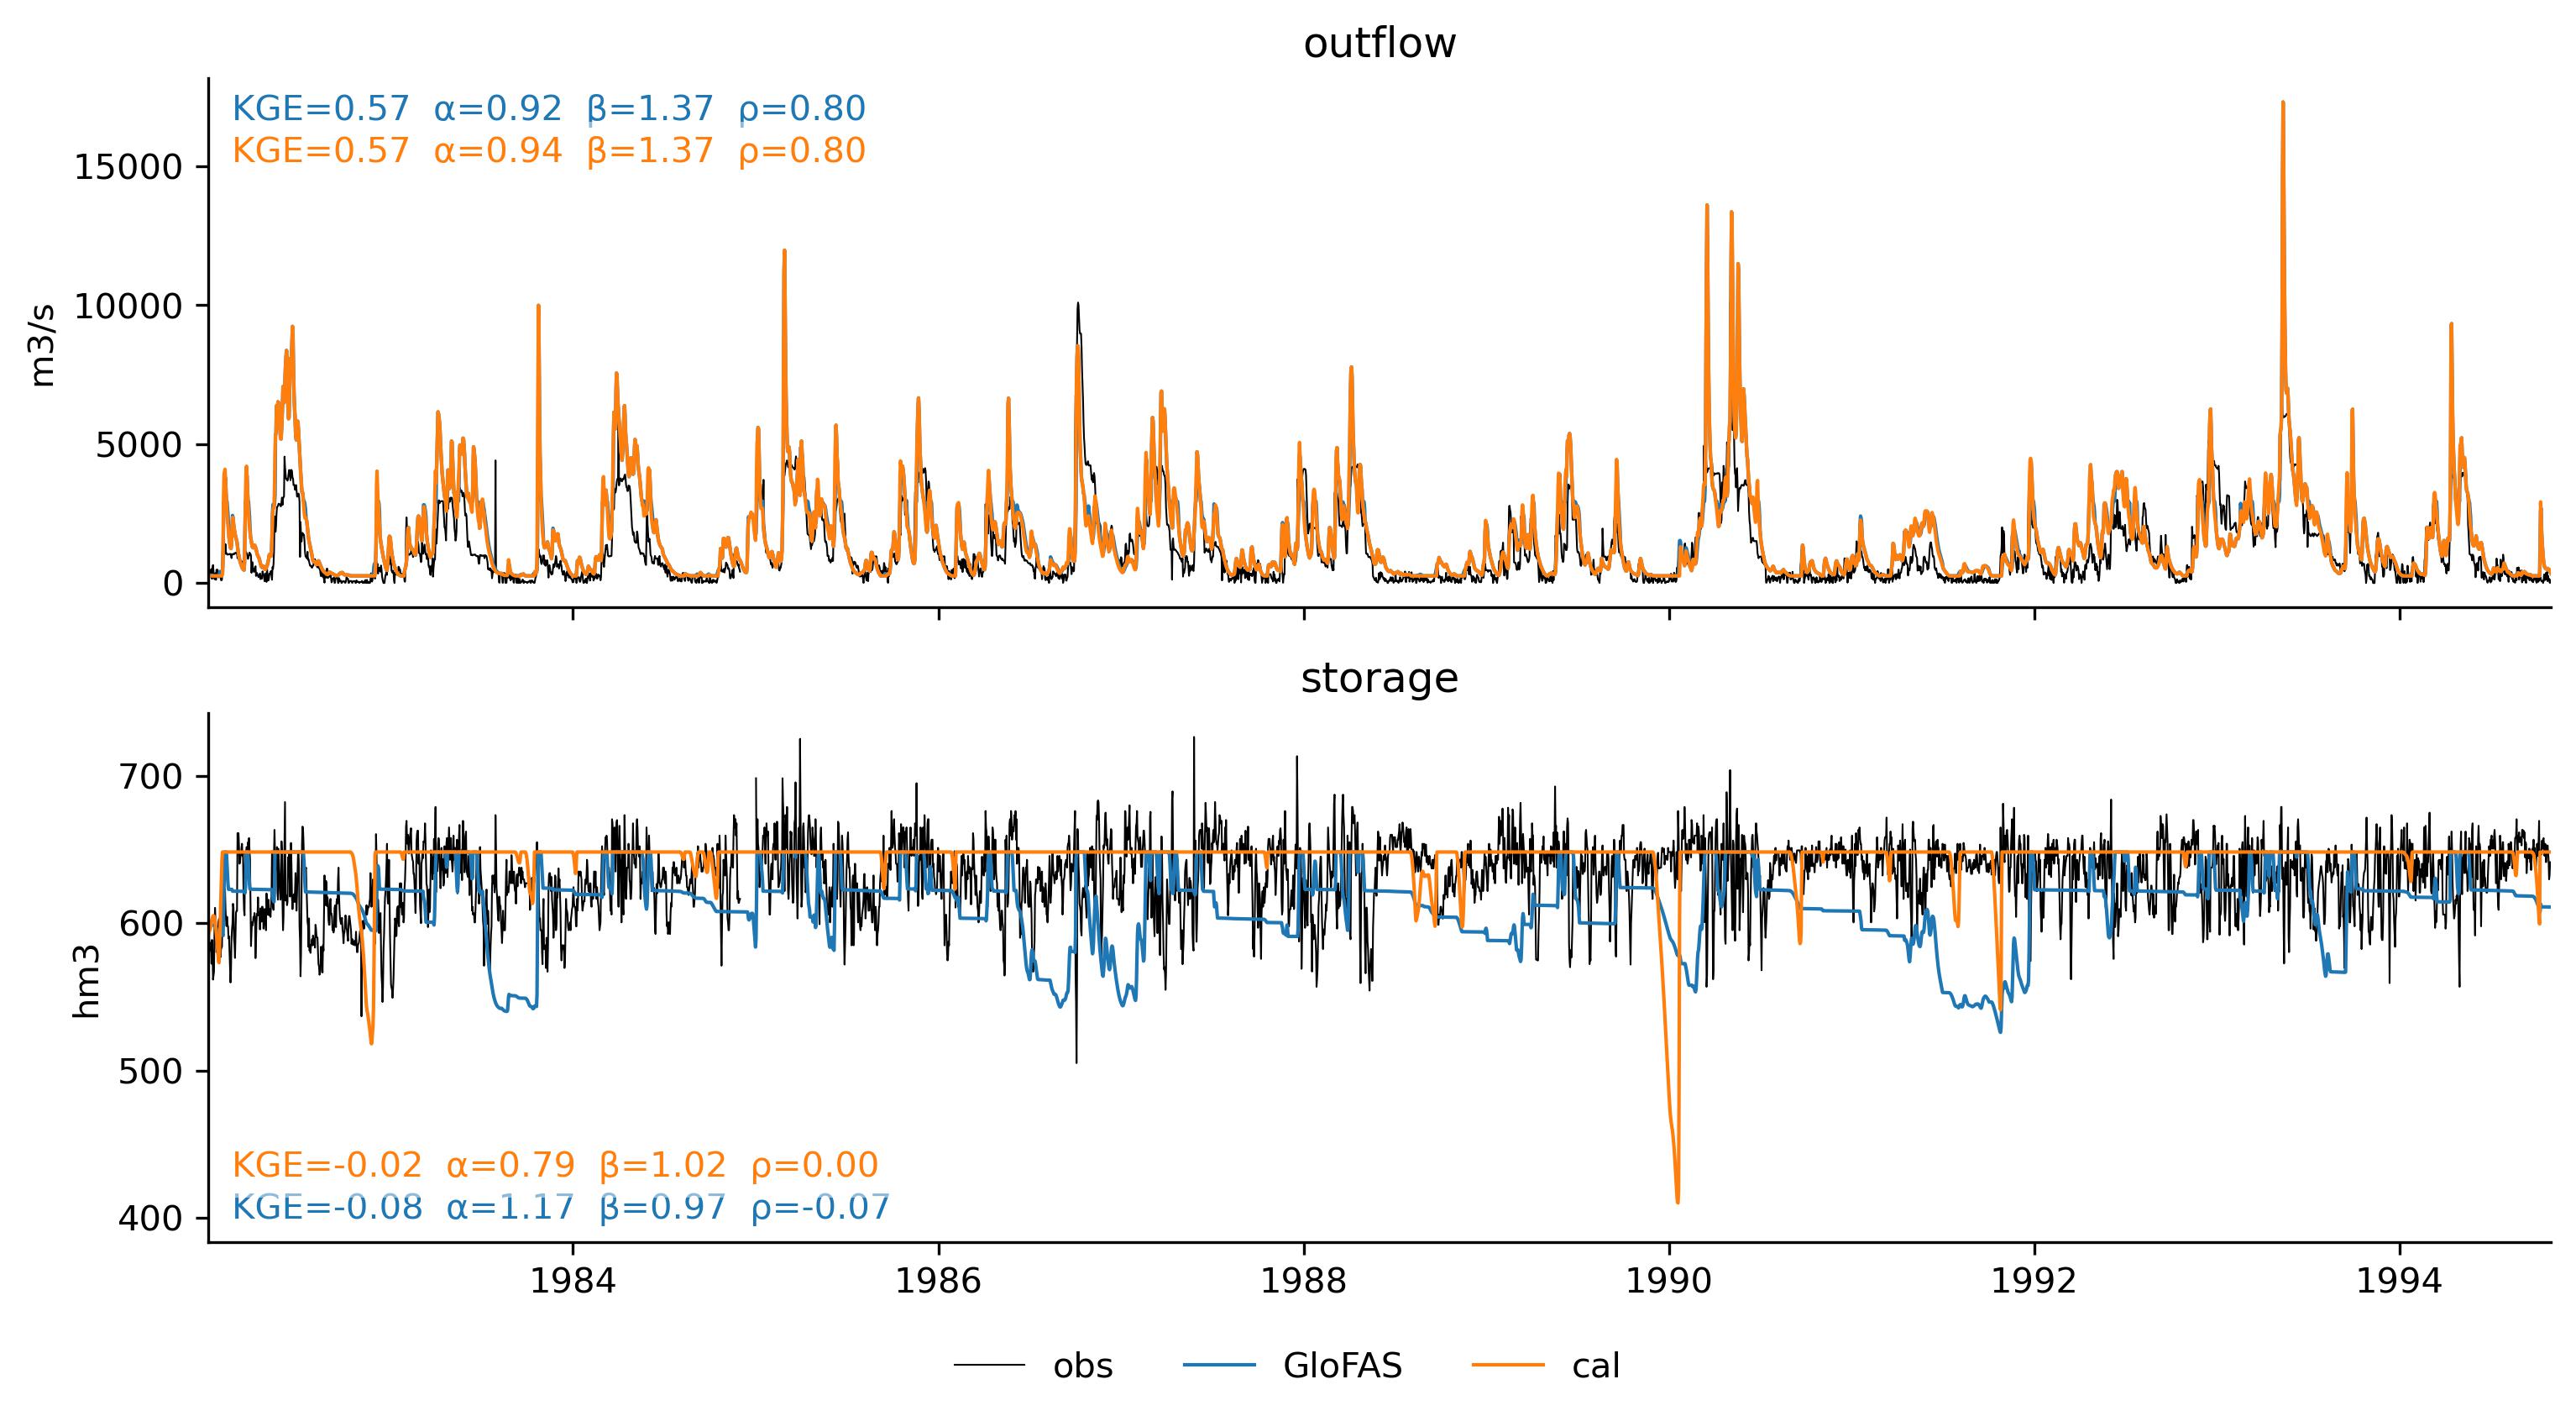 outflow
KGE=0.57 α=0.92 β=1.37 ρ=0.80
KGE=0.57 α=0.94 β=1.37 ρ=0.80
m3/s
15000
10000
5000
0
storage
hm3
700
600
500
400
KGE=-0.02 α=0.79 β=1.02 ρ=0.00
KGE=-0.08 α=1.17 β=0.97 ρ=-0.07
1984 1986 1988 1990 1992 1994
obs GloFAS cal